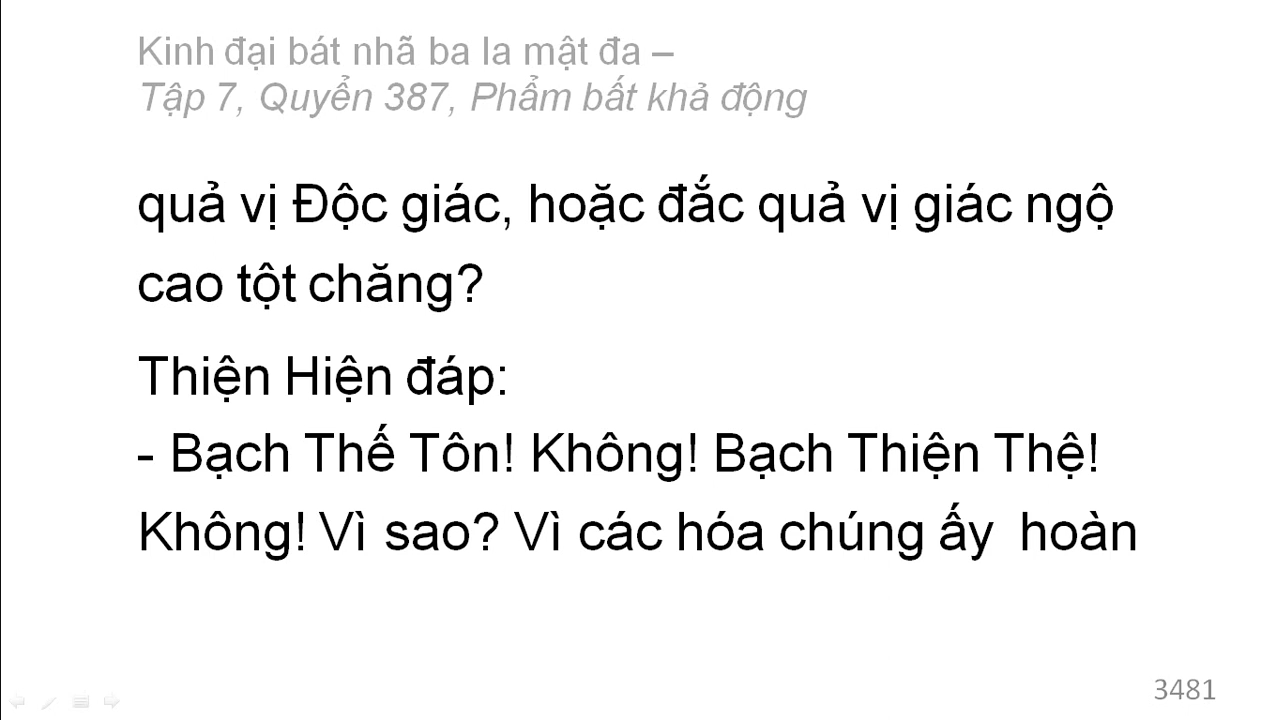 Kinh đại bát nhã ba la mật đa –
Tập 7, Quyển 387, Phẩm bất khả động
quả vị Độc giác, hoặc đắc quả vị giác ngộ
cao tột chăng?
Thiện Hiện đáp:
- Bạch Thế Tôn! Không! Bạch Thiện Thệ!
Không! Vì sao? Vì các hóa chúng ấy  hoàn
3481